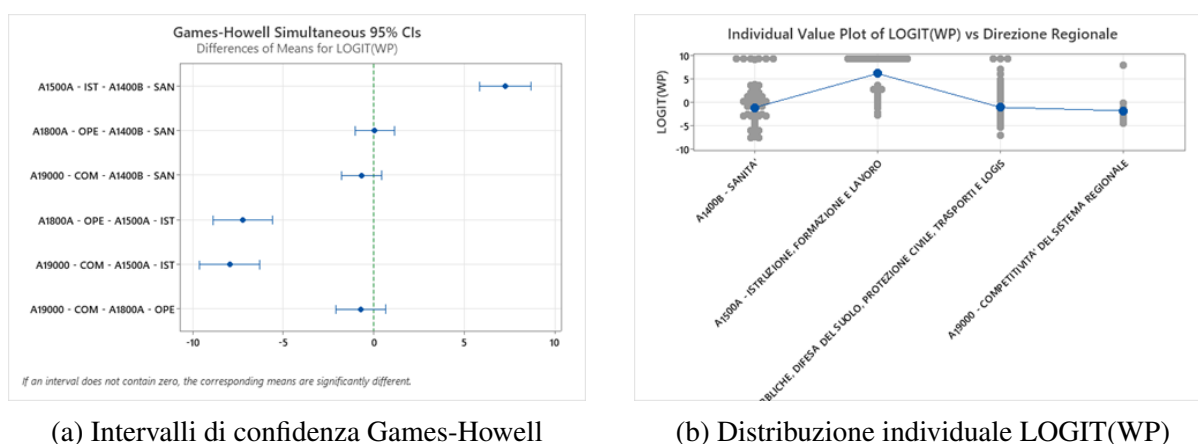 Games-Howell Simultaneous 95% CIs
Differences of Means for LOGIT(WP)
A1500A - IST - A1400B - SAN
A1800A - OPE - A1400B - SAN
A19000 - COM - A1400B - SAN
A1800A - OPE - A1500A - IST
A19000 - COM - A1500A - IST
A19000 - COM - A1800A - OPE
-10
-5
0
5
10
If an interval does not contain zero, the corresponding means are significantly different.
(a) Intervalli di confidenza Games-Howell
Individual Value Plot of LOGIT(WP) vs Direzione Regionale
LOGIT(WP)
10
5
0
-5
-10
A1400B - SANITA'
A1500A - ISTRUZIONE, FORMAZIONE E LAVORO
BBLICHE, DIFESA DEL SUOLO, PROTEZIONE CIVILE, TRASPORTI E LOGIS
A19000 - COMPETITIVITA' DEL SISTEMA REGIONALE
(b) Distribuzione individuale LOGIT(WP)